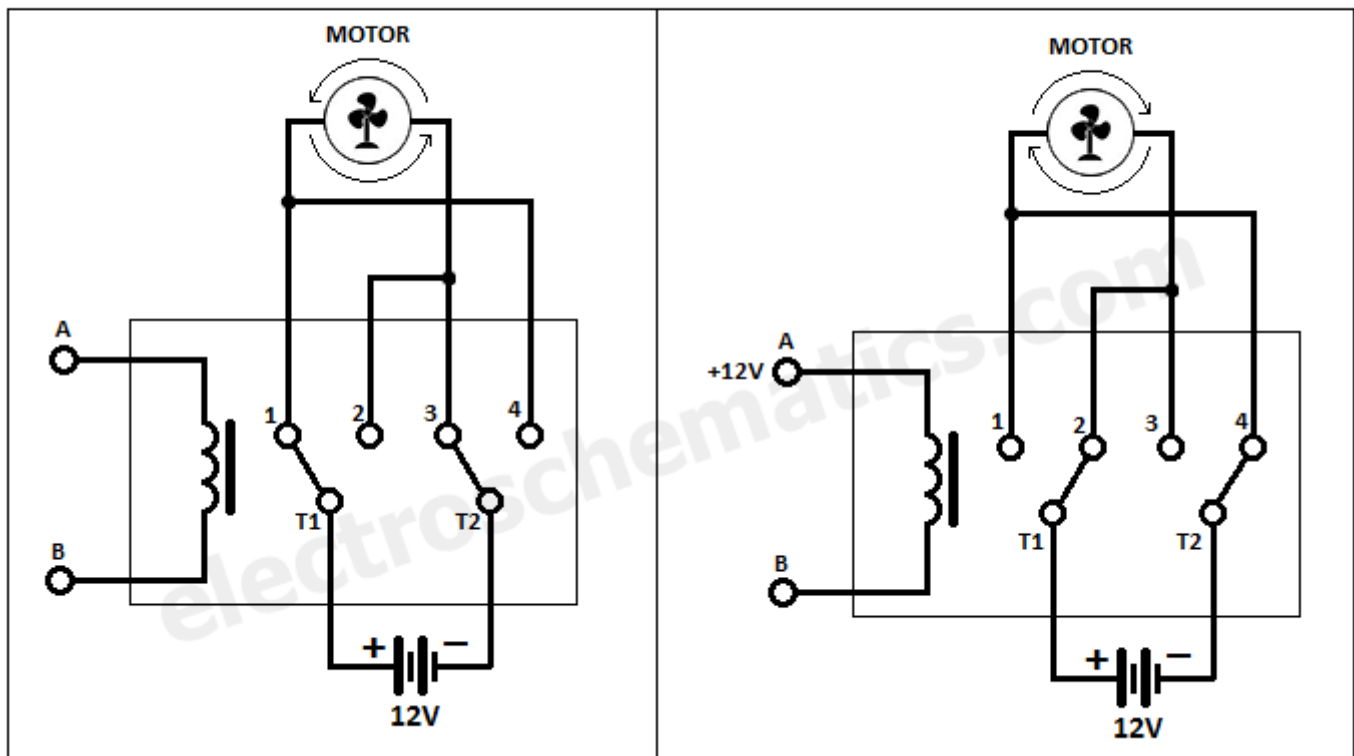 MOTOR
A
B
1 2 3 4
T1 T2
+ −
12V
MOTOR
A
+12V
B
1 2 3 4
T1 T2
+ −
12V
electroschematics.com